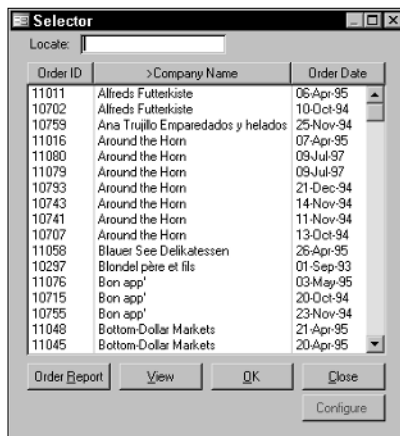 Selector
Locate:
Order ID >Company Name Order Date
11011 Alfreds Futterkiste 06-Apr-95
10702 Alfreds Futterkiste 10-Oct-94
10759 Ana Trujillo Emparedados y helados 25-Nov-94
11016 Around the Horn 07-Apr-95
11080 Around the Horn 09-Jul-97
11079 Around the Horn 09-Jul-97
10793 Around the Horn 21-Dec-94
10743 Around the Horn 14-Nov-94
10741 Around the Horn 11-Nov-94
10707 Around the Horn 13-Oct-94
11058 Blauer See Delikatessen 26-Apr-95
10297 Blondel père et fils 01-Sep-93
11076 Bon app' 03-May-95
10715 Bon app' 20-Oct-94
10755 Bon app' 23-Nov-94
11048 Bottom-Dollar Markets 21-Apr-95
11045 Bottom-Dollar Markets 20-Apr-95
Order Report View OK Close
Configure